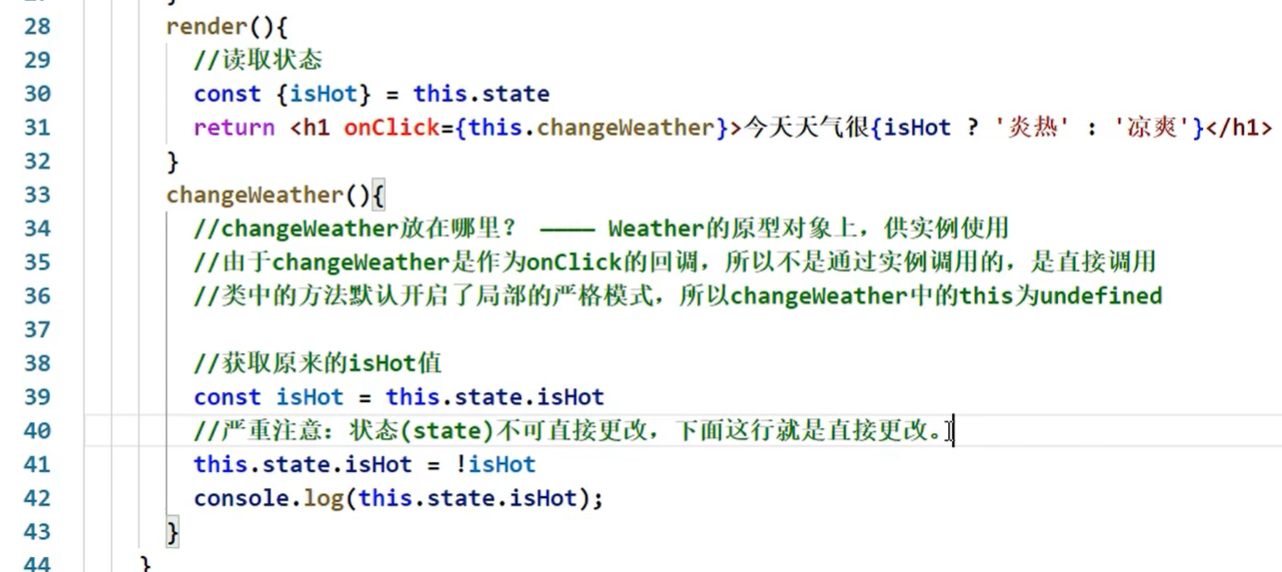 28 render(){
29 //读取状态
30 const {isHot} = this.state
31 return <h1 onClick={this.changeWeather}>今天天气很{isHot ? '炎热' : '凉爽'}</h1>
32 }
33 changeWeather(){
34 //changeWeather放在哪里? ———— Weather的原型对象上，供实例使用
35 //由于changeWeather是作为onClick的回调，所以不是通过实例调用的，是直接调用
36 //类中的方法默认开启了局部的严格模式，所以changeWeather中的this为undefined
37
38 //获取原来的isHot值
39 const isHot = this.state.isHot
40 //严重注意：状态(state)不可直接更改，下面这行就是直接更改。
41 this.state.isHot = !isHot
42 console.log(this.state.isHot);
43 }
44 }